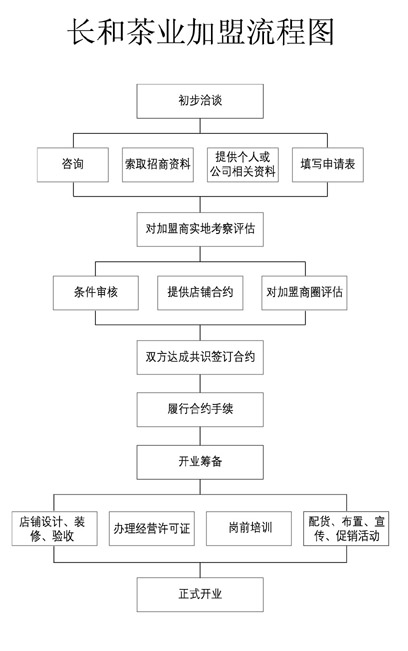 长和茶业加盟流程图
初步洽谈
咨询
索取招商资料
提供个人或
公司相关资料
填写申请表
对加盟商实地考察评估
条件审核
提供店铺合约
对加盟商圈评估
双方达成共识签订合约
履行合约手续
开业筹备
店铺设计、装
修、验收
办理经营许可证
岗前培训
配货、布置、宣
传、促销活动
正式开业